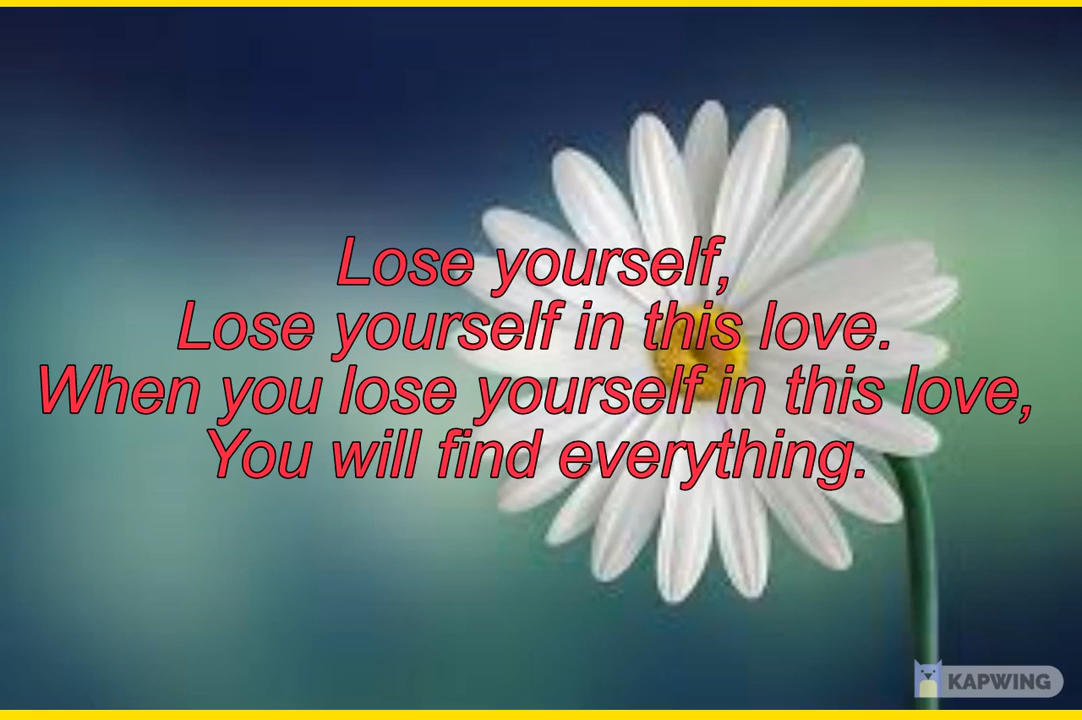 Lose yourself,
Lose yourself in this love.
When you lose yourself in this love,
You will find everything.
KAPWING